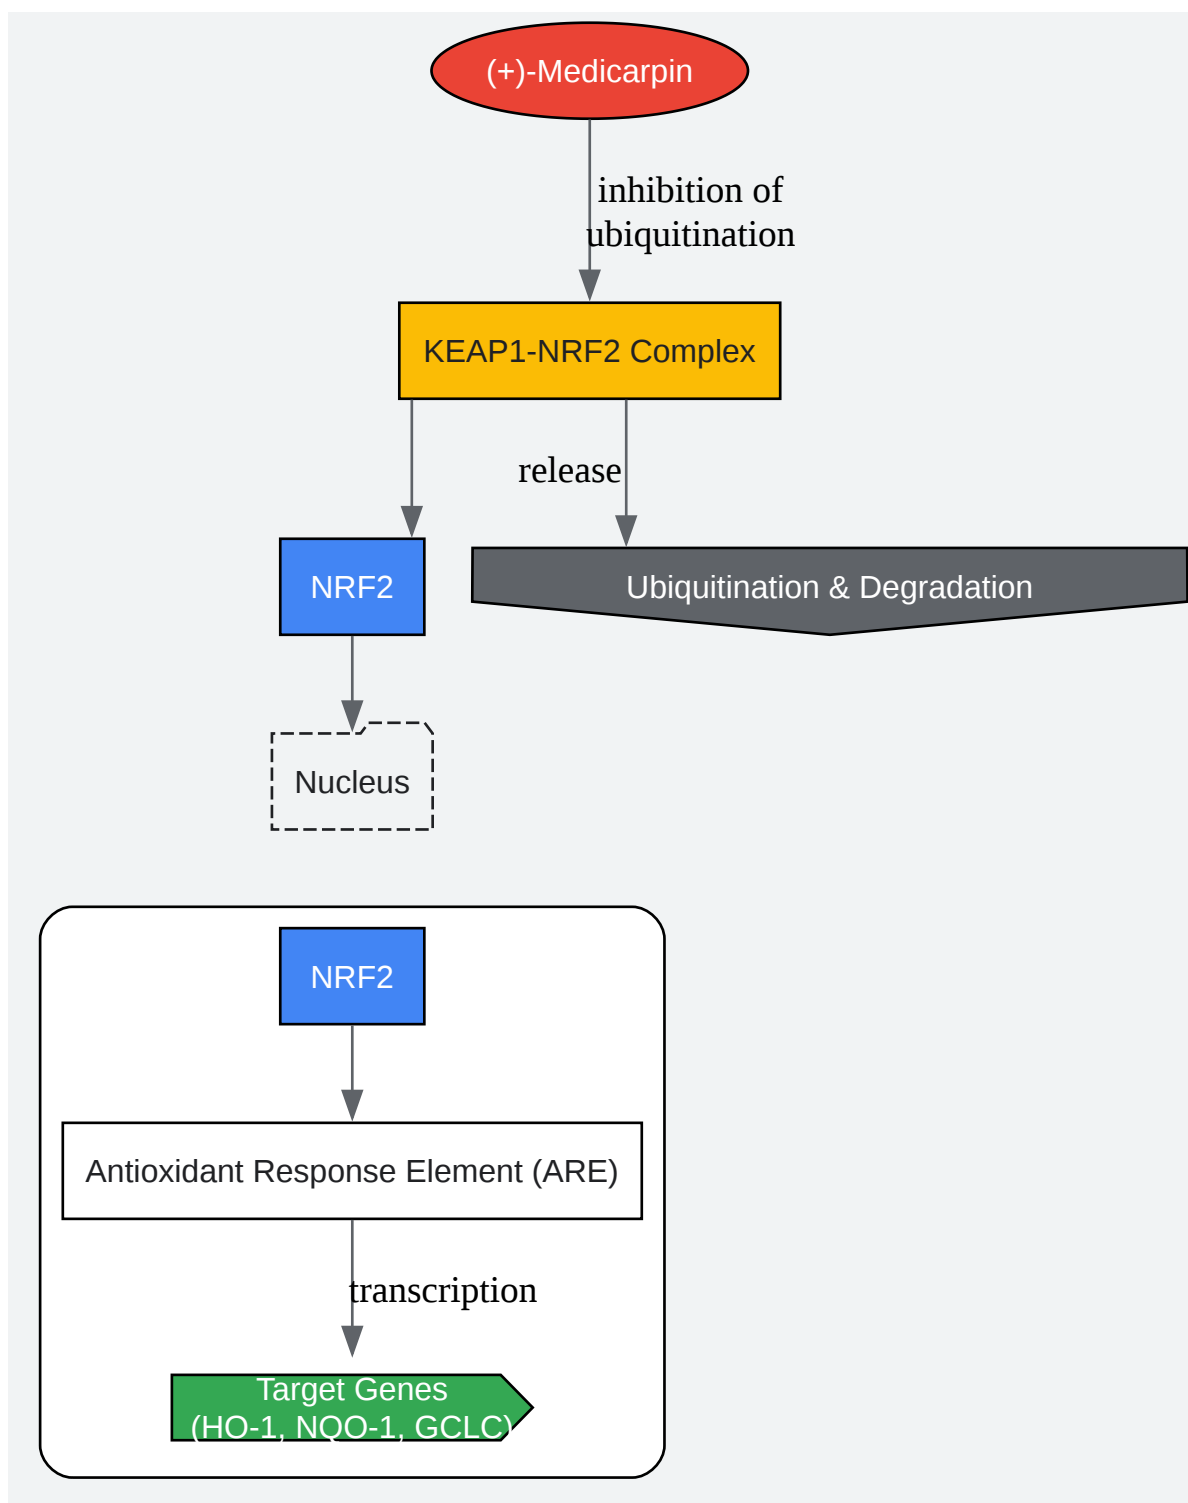 (+)-Medicarpin
inhibition of
ubiquitination
KEAP1-NRF2 Complex
release
NRF2
Ubiquitination & Degradation
Nucleus
NRF2
Antioxidant Response Element (ARE)
transcription
Target Genes
(HO-1, NQO-1, GCLC)